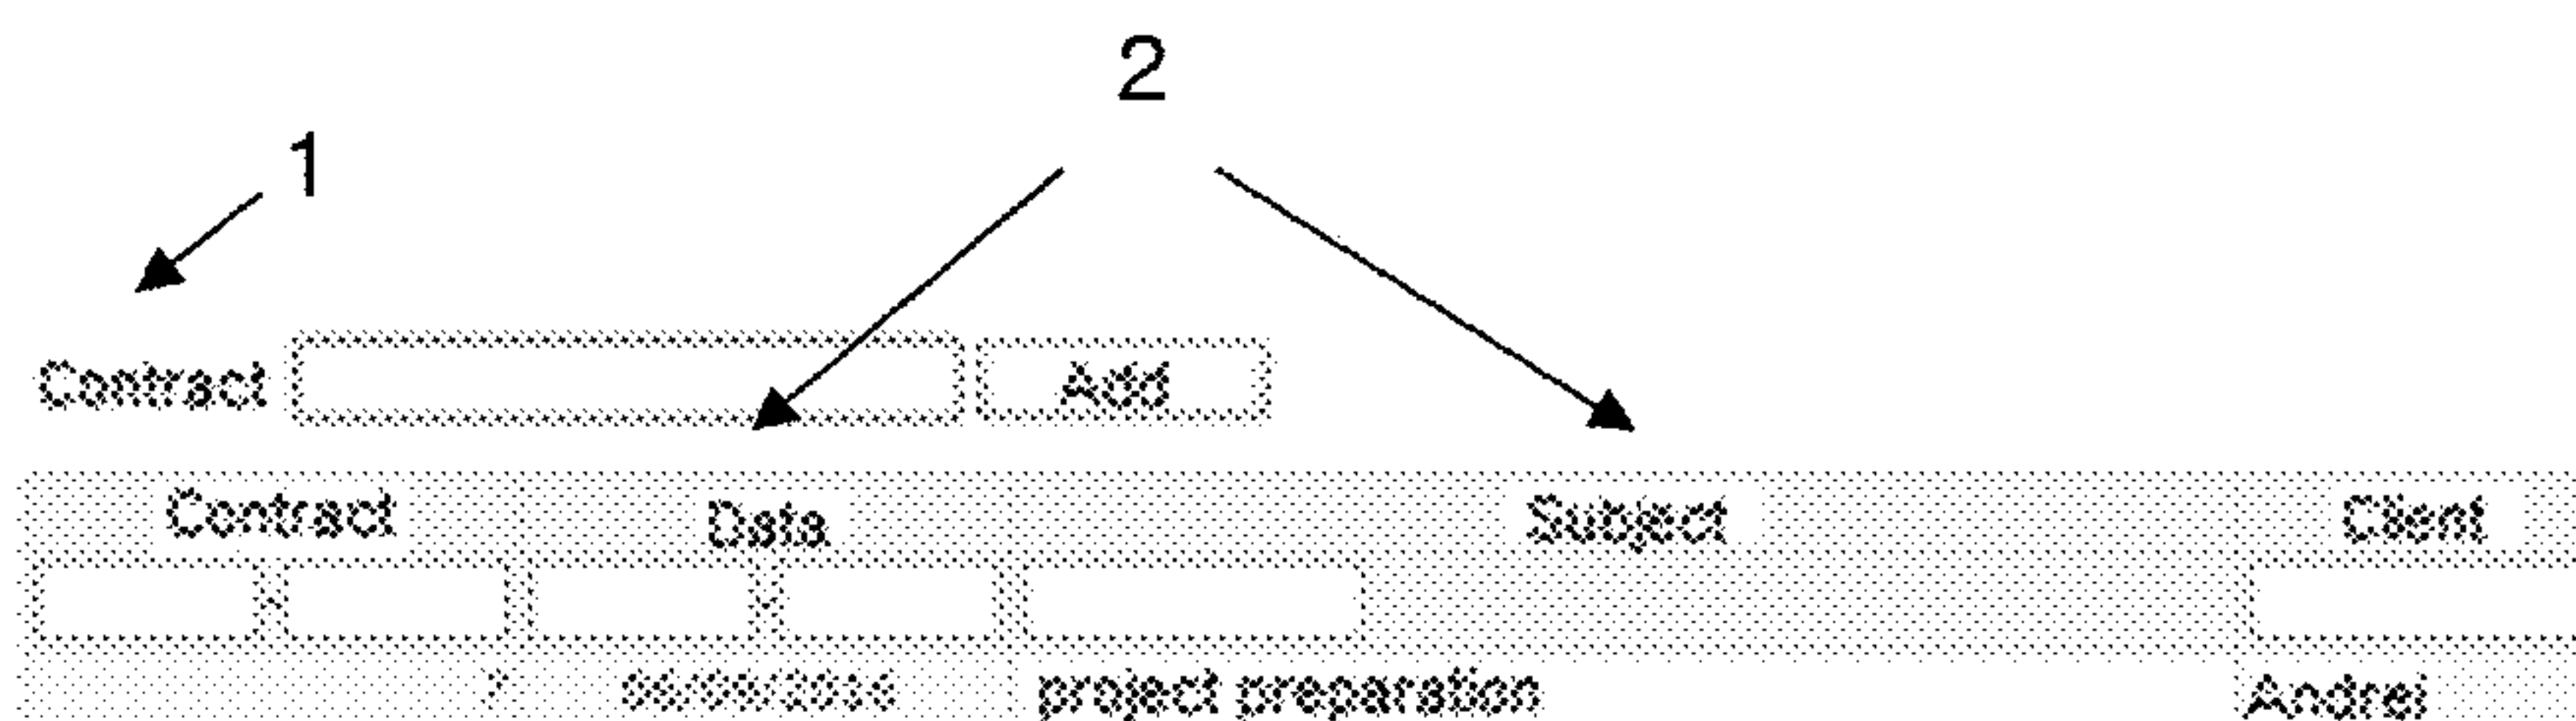 2
1
Contract Add
Contract Data Subject Client
project preparation Andrei